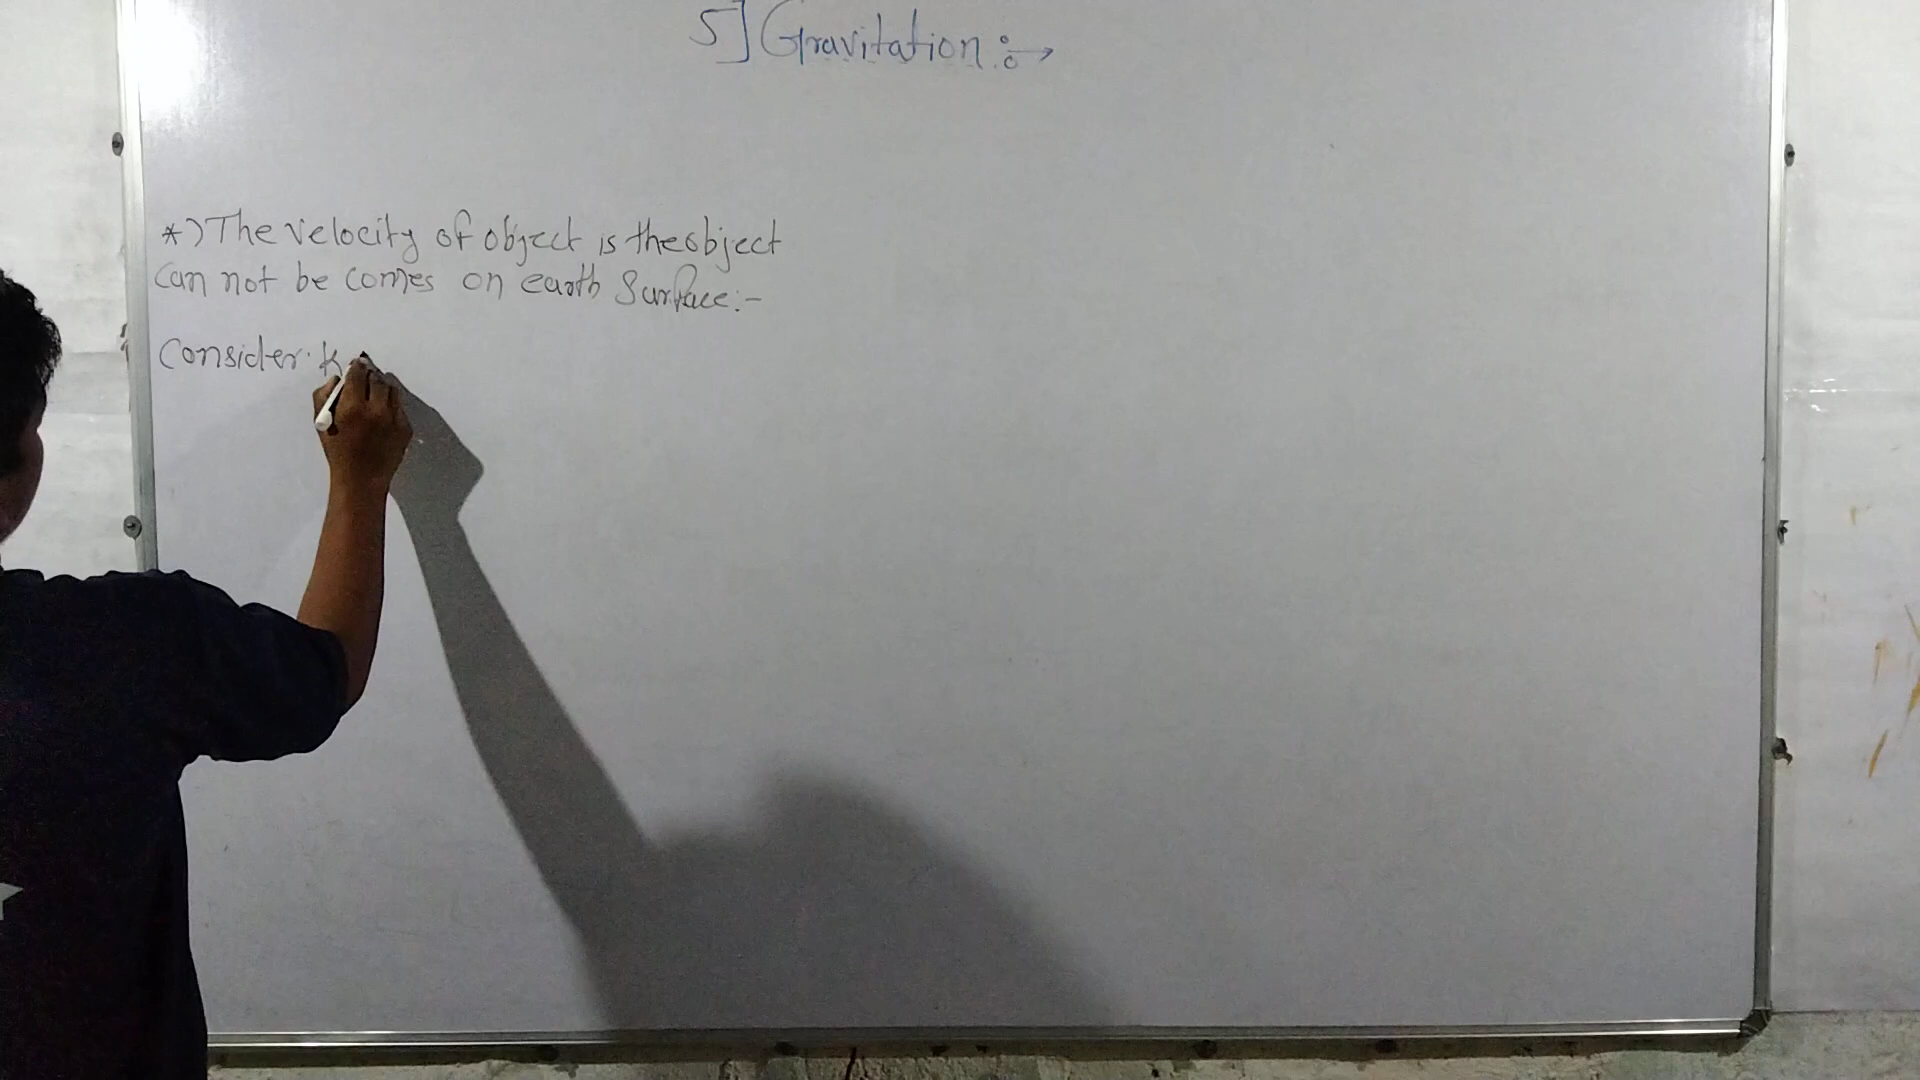 5] Gravitation :→
*) The velocity of object is the object
can not be comes on earth Surface:-
Consider. K